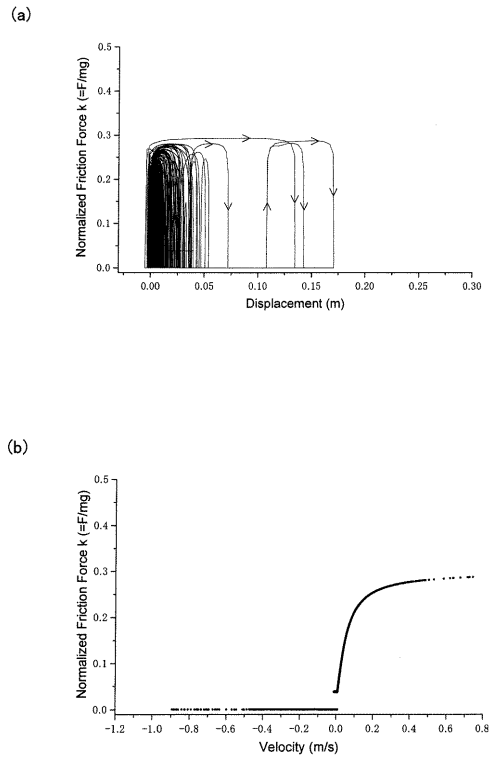 (a)
Normalized Friction Force k (=F/mg)
0.5
0.4
0.3
0.2
0.1
0.0
0.00 0.05 0.10 0.15 0.20 0.25 0.30
Displacement (m)
(b)
Normalized Friction Force k (=F/mg)
0.5
0.4
0.3
0.2
0.1
0.0
-1.2 -1.0 -0.8 -0.6 -0.4 -0.2 0.0 0.2 0.4 0.6 0.8
Velocity (m/s)